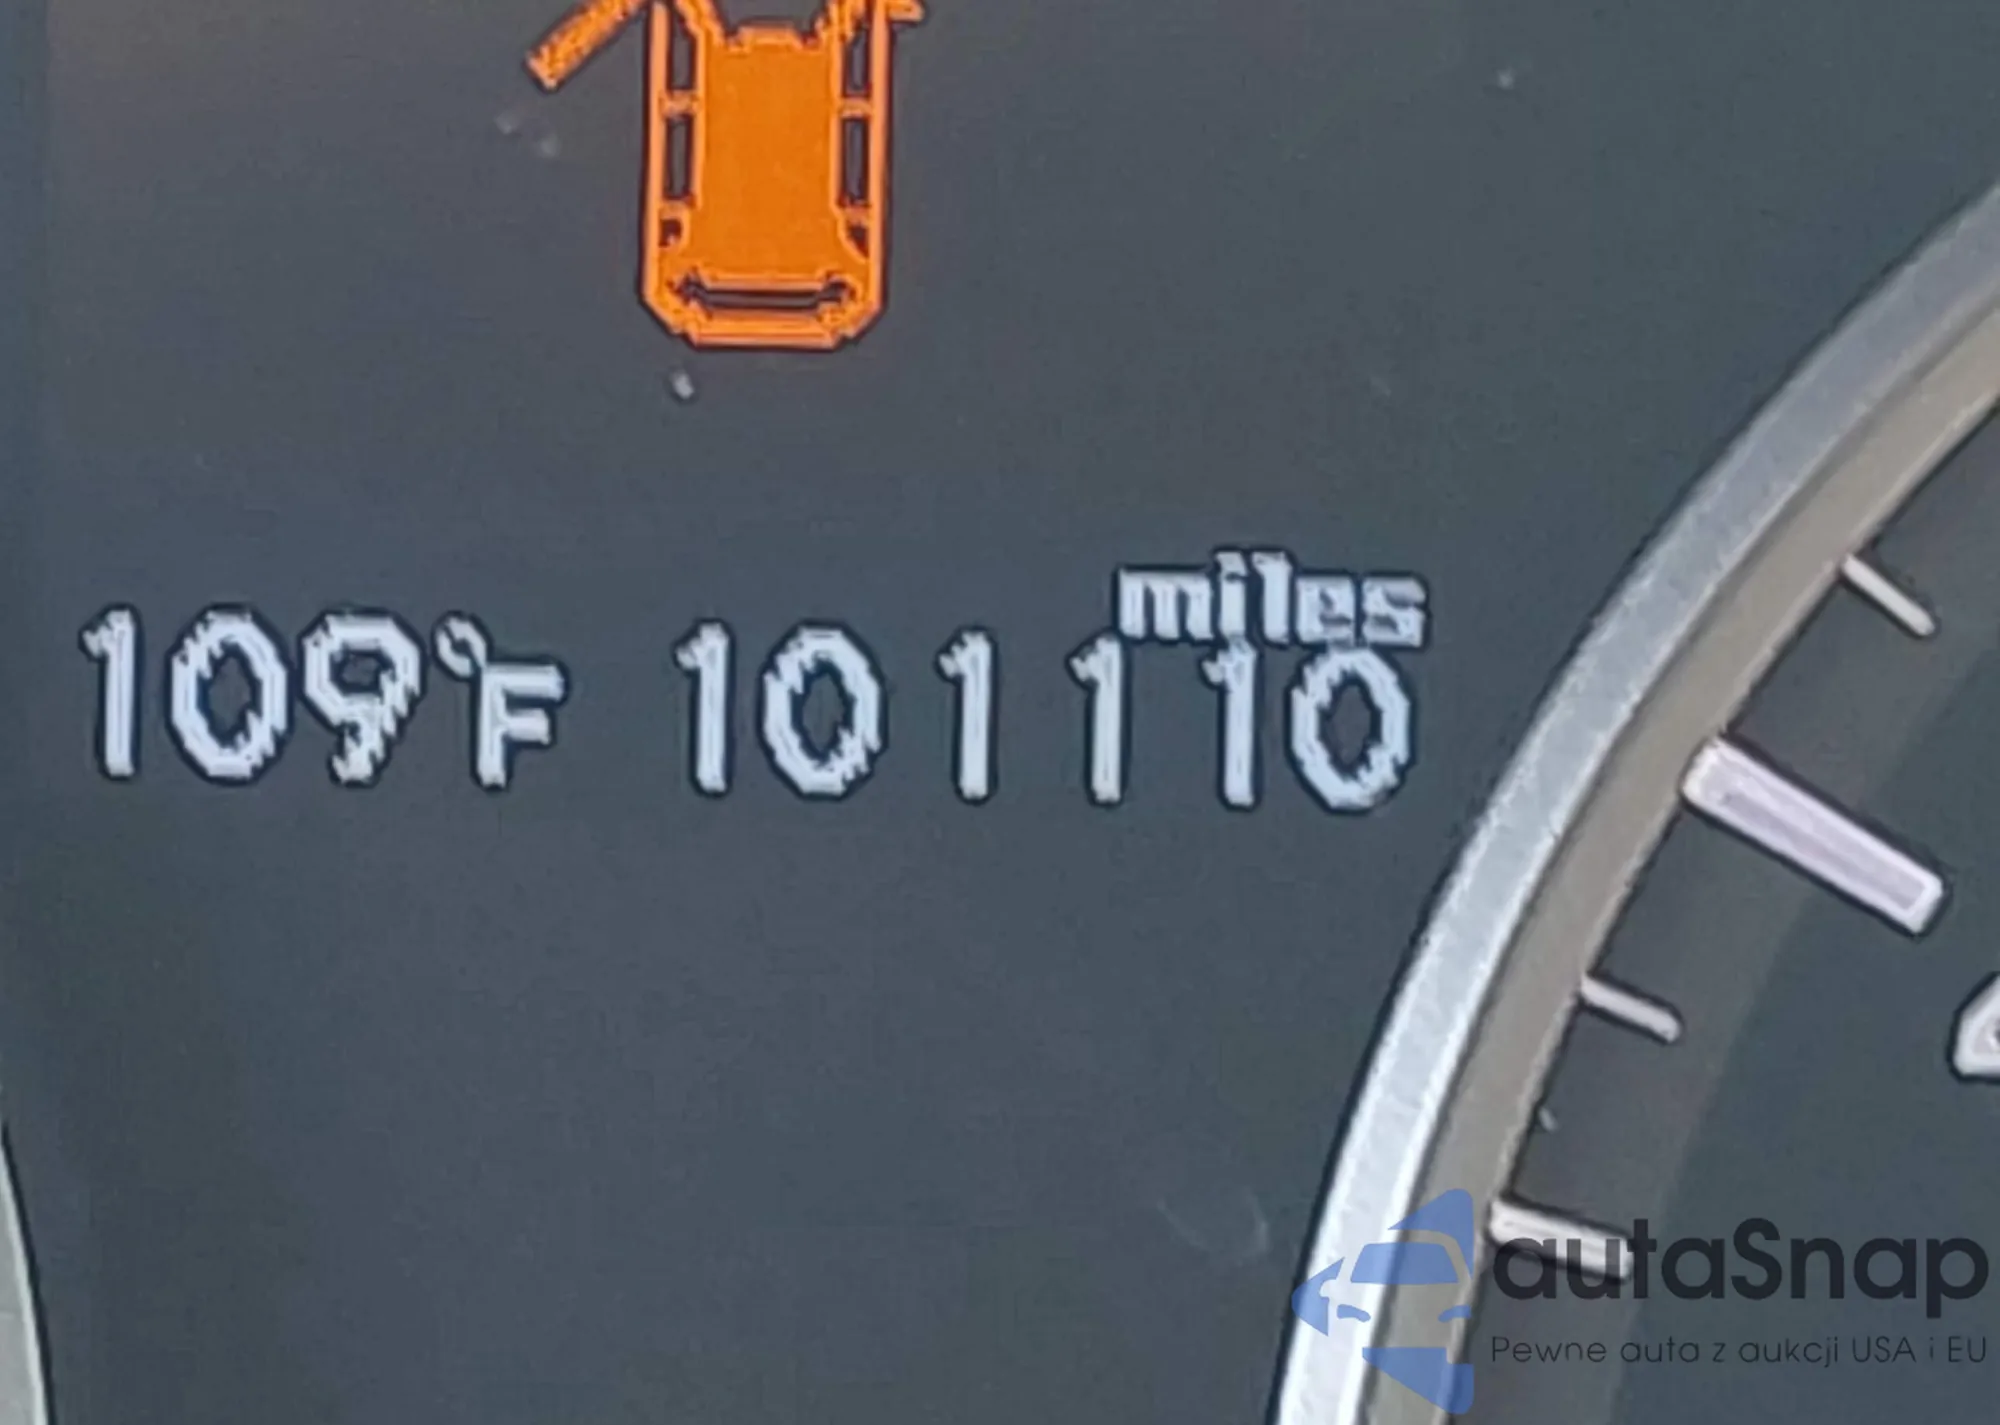 miles
109°F 101110
autaSnap
Pewne auta z aukcji USA i EU